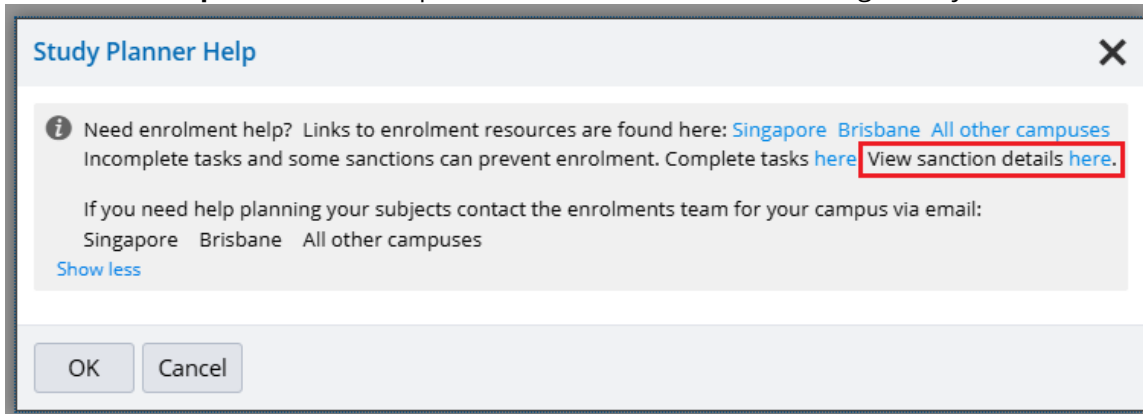 Study Planner Help
Need enrolment help? Links to enrolment resources are found here: Singapore Brisbane All other campuses
Incomplete tasks and some sanctions can prevent enrolment. Complete tasks here View sanction details here.
If you need help planning your subjects contact the enrolments team for your campus via email:
Singapore Brisbane All other campuses
Show less
OK Cancel